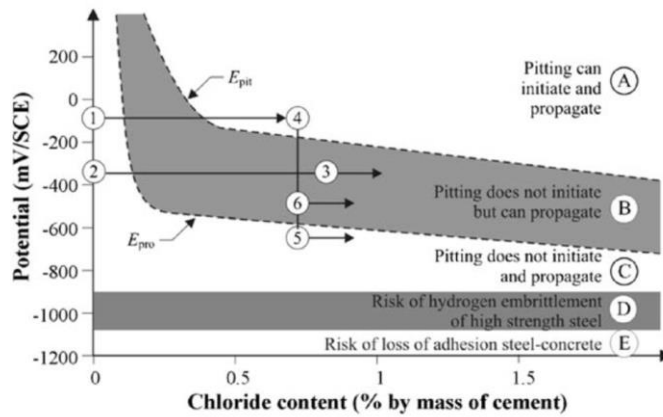 200
0
-200
-400
-600
-800
-1000
-1200
Potential (mV/SCE)
0
0.5
1
1.5
Chloride content (% by mass of cement)
Epit
Epro
1
2
3
4
5
6
Pitting can
initiate and
propagate
A
Pitting does not initiate
but can propagate
B
Pitting does not initiate
and propagate
C
Risk of hydrogen embrittlement
of high strength steel
D
Risk of loss of adhesion steel-concrete
E